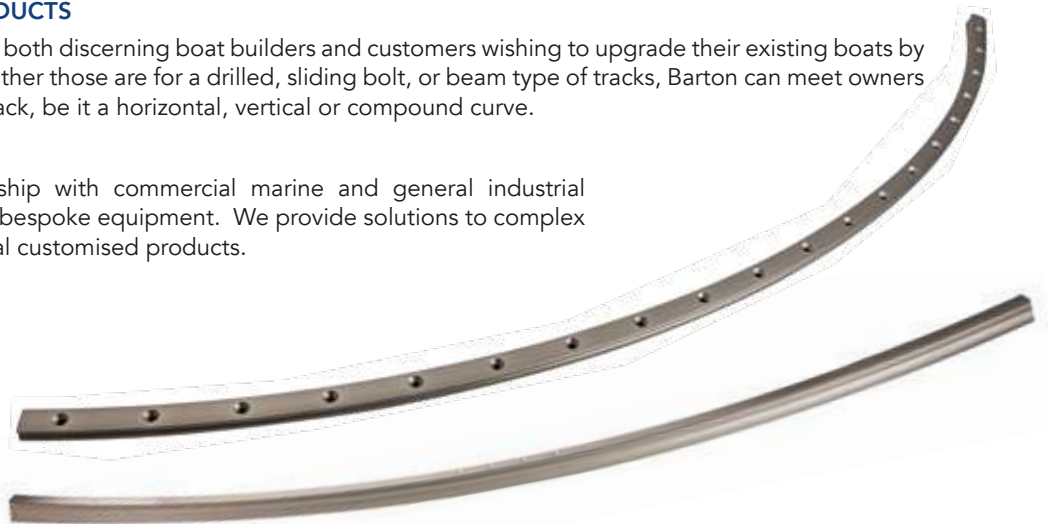 DUCTS
both discerning boat builders and customers wishing to upgrade their existing boats by
ther those are for a drilled, sliding bolt, or beam type of tracks, Barton can meet owners
ack, be it a horizontal, vertical or compound curve.
ship with commercial marine and general industrial
bespoke equipment. We provide solutions to complex
al customised products.